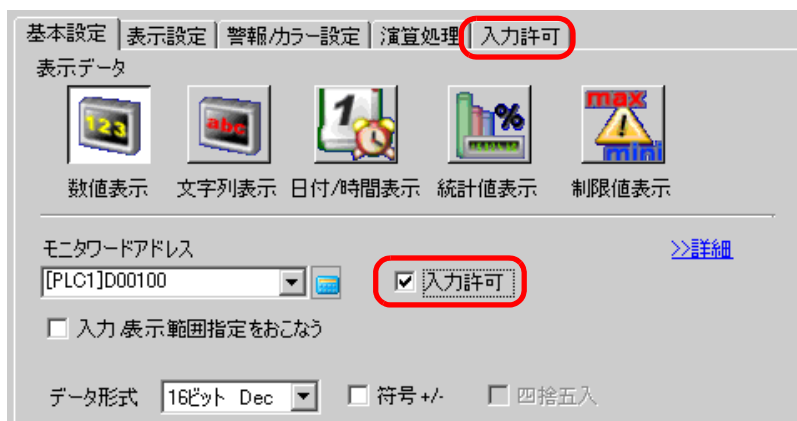 基本設定 表示設定 警報/カラー設定 演算処理 入力許可
表示データ
123 abc 1 % max mini
数値表示 文字列表示 日付/時間表示 統計値表示 制限値表示
モニタワードアドレス >>詳細
[PLC1]D00100 入力許可
入力/表示範囲指定をおこなう
データ形式 16ビット Dec 符号+/- 四捨五入